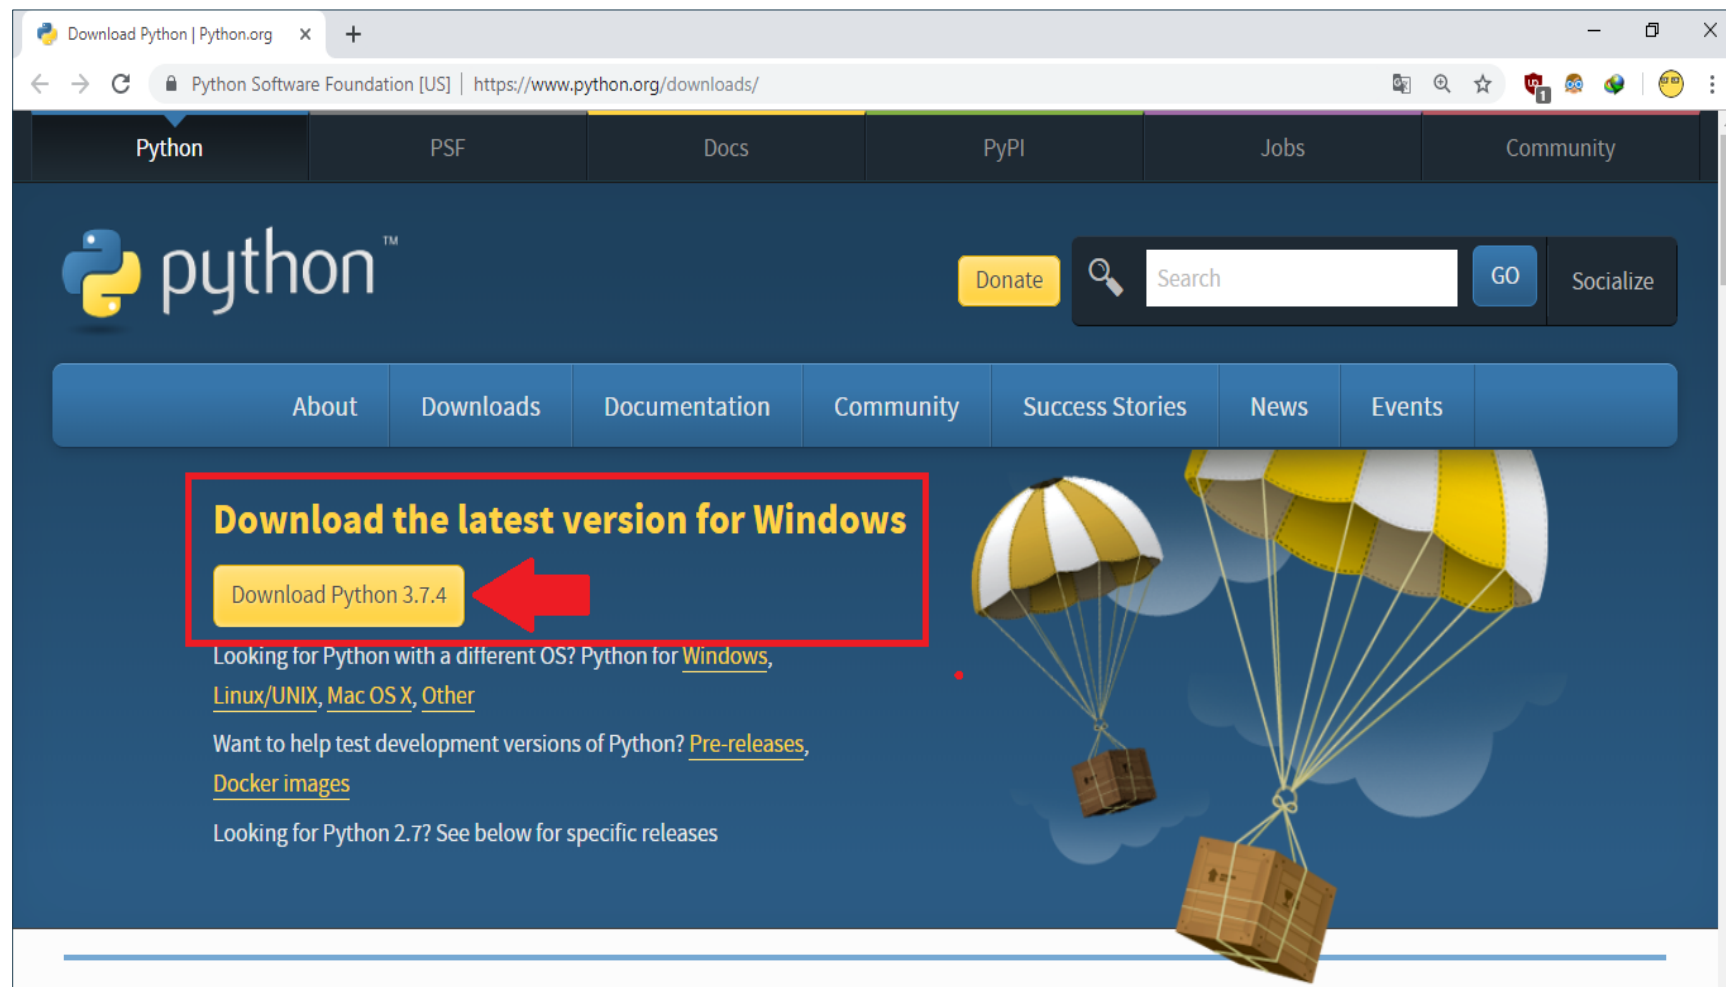 Download Python | Python.org
Python Software Foundation [US] | https://www.python.org/downloads/
1
Python PSF Docs PyPI Jobs Community
python™
Donate Search GO Socialize
About Downloads Documentation Community Success Stories News Events
Download the latest version for Windows
Download Python 3.7.4
Looking for Python with a different OS? Python for Windows,
Linux/UNIX, Mac OS X, Other
Want to help test development versions of Python? Pre-releases,
Docker images
Looking for Python 2.7? See below for specific releases